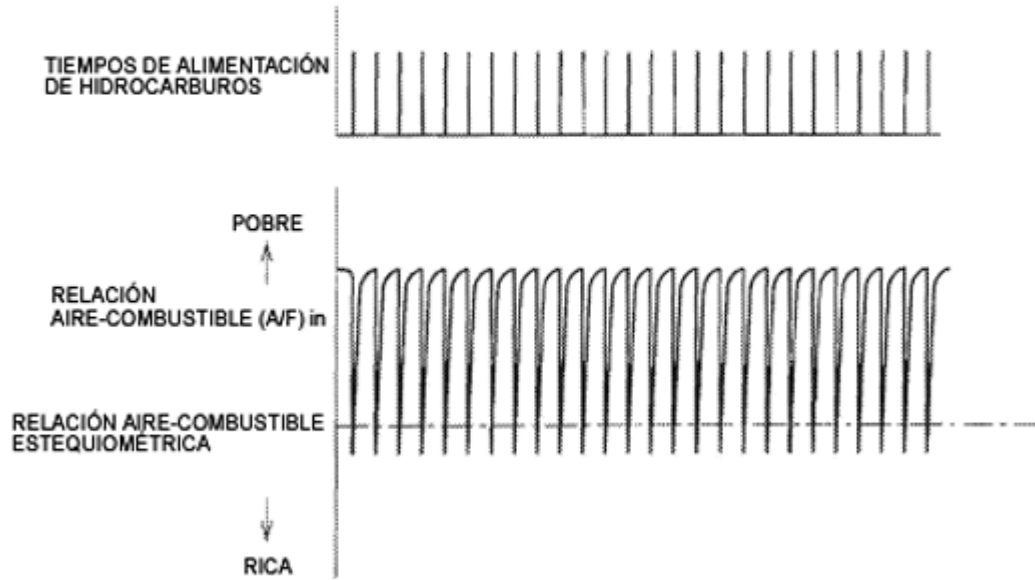 TIEMPOS DE ALIMENTACIÓN
DE HIDROCARBUROS
POBRE
RELACIÓN
AIRE-COMBUSTIBLE (A/F) in
RELACIÓN AIRE-COMBUSTIBLE
ESTEQUIOMÉTRICA
RICA